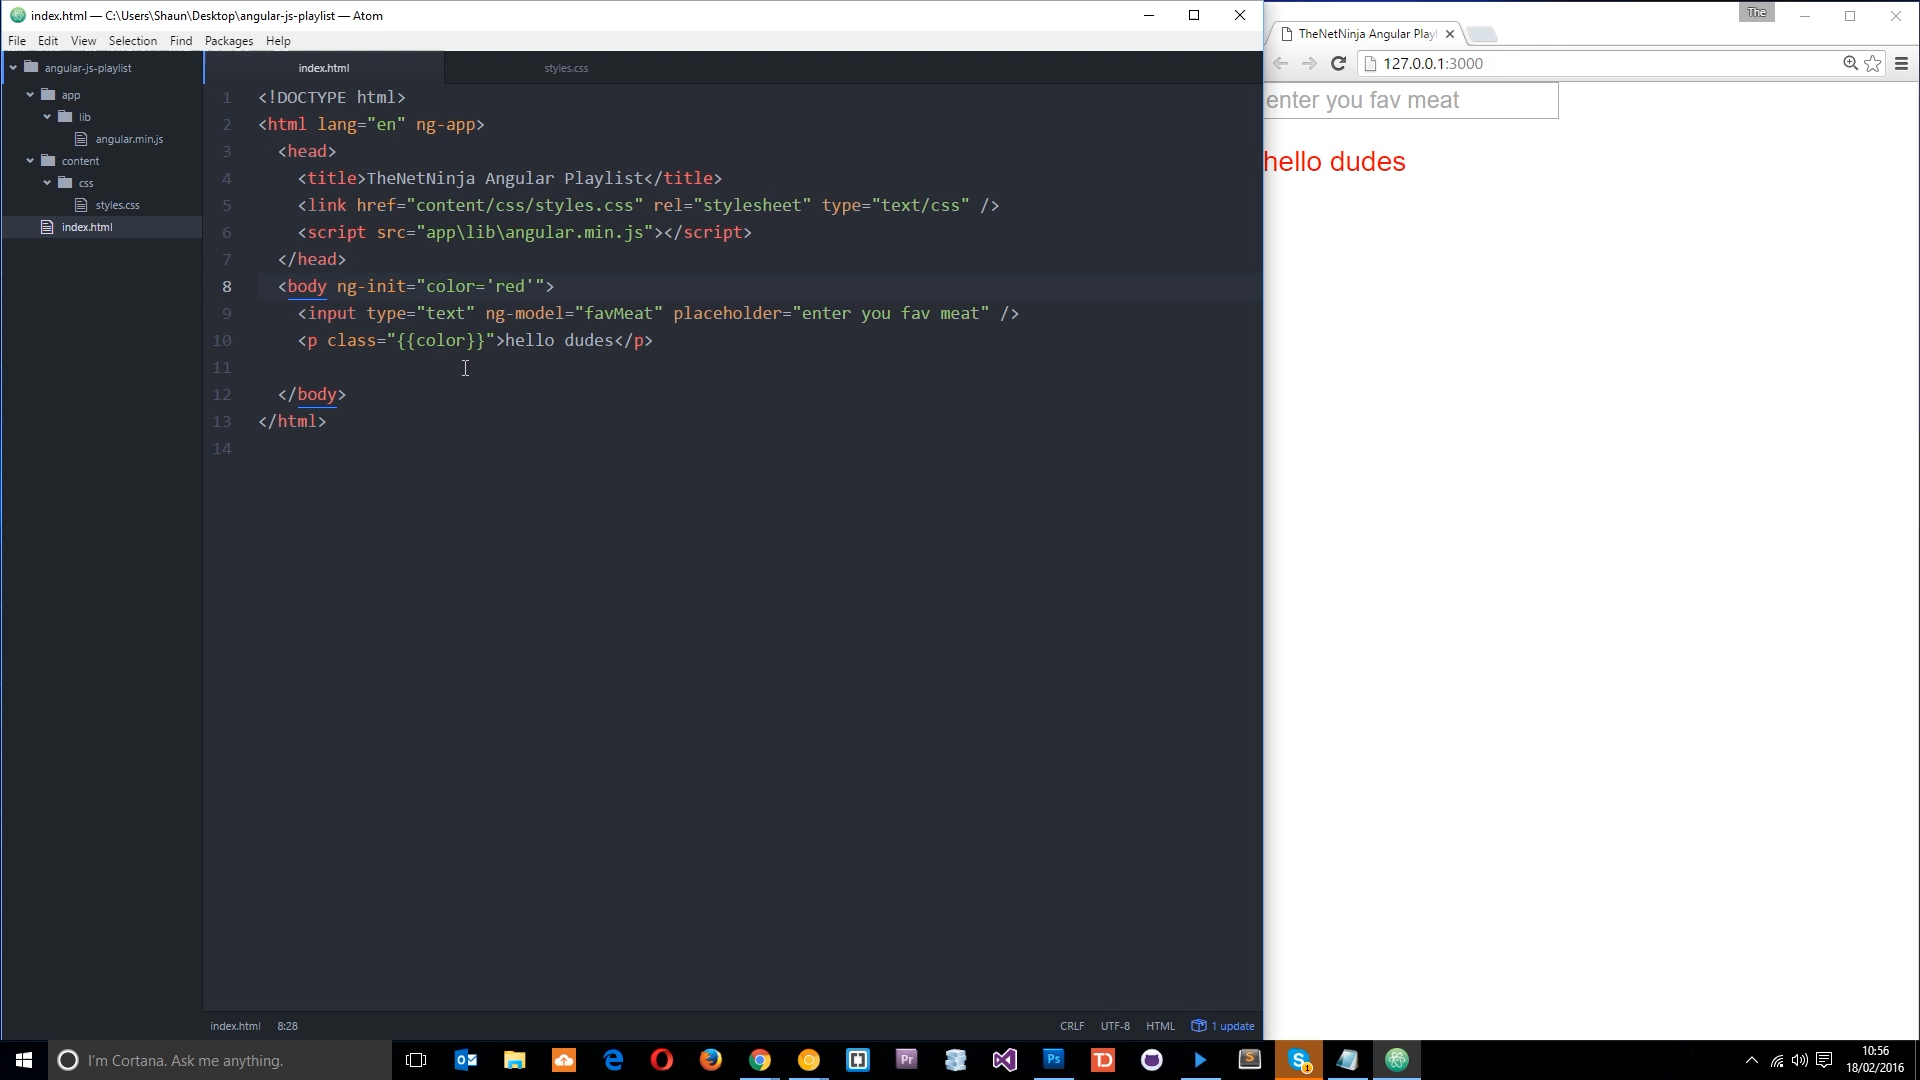 index.html — C:\Users\Shaun\Desktop\angular-js-playlist — Atom
File Edit View Selection Find Packages Help
angular-js-playlist
app
lib
angular.min.js
content
css
styles.css
index.html
index.html styles.css
1 <!DOCTYPE html>
2 <html lang="en" ng-app>
3 <head>
4 <title>TheNetNinja Angular Playlist</title>
5 <link href="content/css/styles.css" rel="stylesheet" type="text/css" />
6 <script src="app\lib\angular.min.js"></script>
7 </head>
8 <body ng-init="color='red'">
9 <input type="text" ng-model="favMeat" placeholder="enter you fav meat" />
10 <p class="{{color}}">hello dudes</p>
11
12 </body>
13 </html>
14
index.html 8:28 CRLF UTF-8 HTML 1 update
The
TheNetNinja Angular Playl
127.0.0.1:3000
enter you fav meat
hello dudes
I'm Cortana. Ask me anything.
Pr
Ps
TD
S
S 1
10:56
18/02/2016